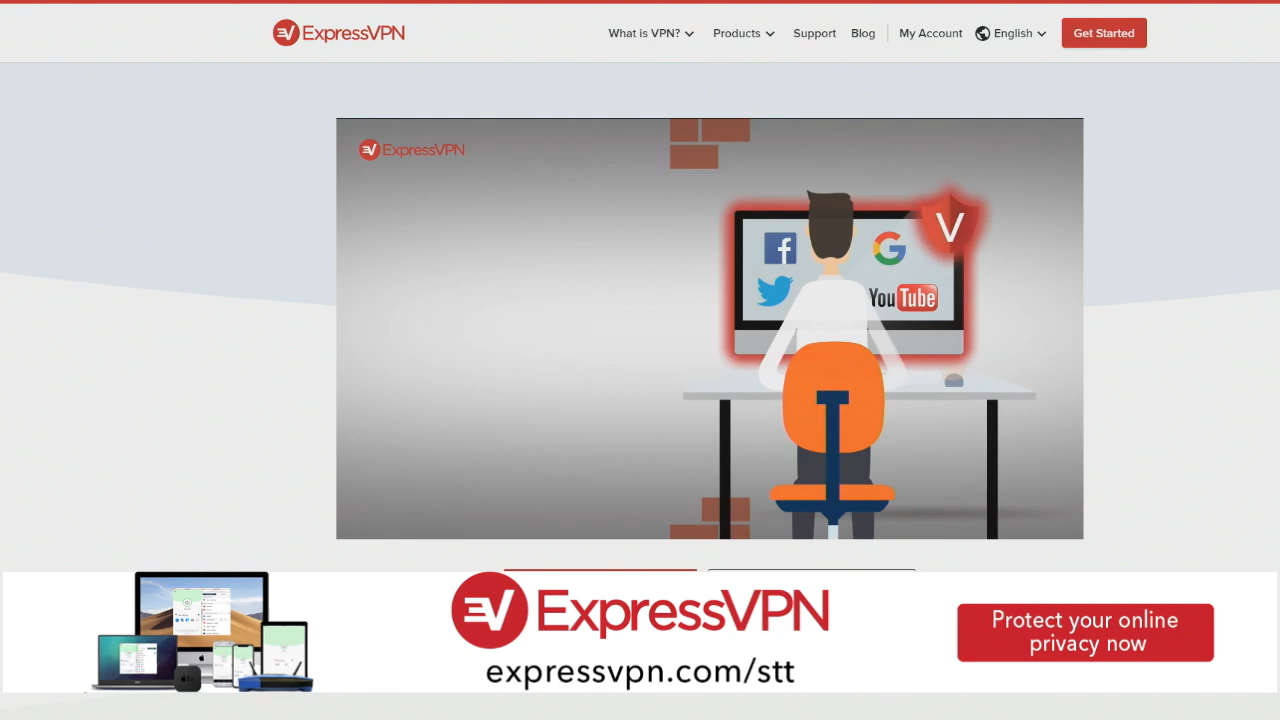 ExpressVPN
What is VPN?
Products
Support
Blog
My Account
English
Get Started
ExpressVPN
V
f
G
You Tube
ExpressVPN
expressvpn.com/stt
Protect your online
privacy now